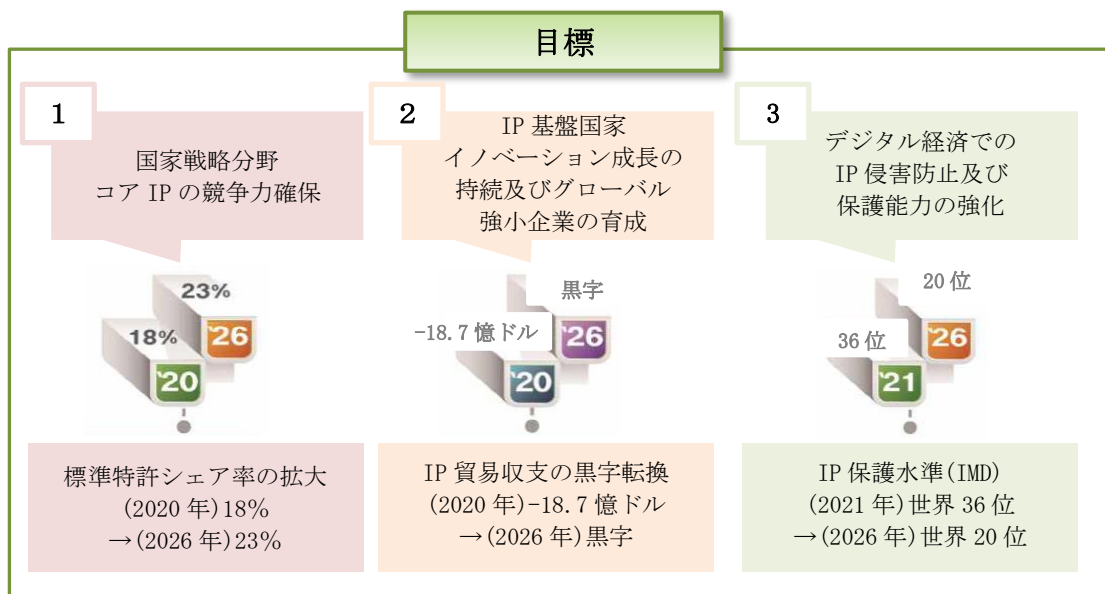 目標
1
国家戦略分野
コア IP の競争力確保
23%
'26
18%
'20
標準特許シェア率の拡大
(2020 年)18%
→(2026 年)23%
2
IP 基盤国家
イノベーション成長の
持続及びグローバル
強小企業の育成
黒字
-18.7 億ドル
'26
'20
IP 貿易収支の黒字転換
(2020 年)-18.7 億ドル
→(2026 年)黒字
3
デジタル経済での
IP 侵害防止及び
保護能力の強化
20 位
36 位
'26
'21
IP 保護水準(IMD)
(2021 年)世界 36 位
→(2026 年)世界 20 位